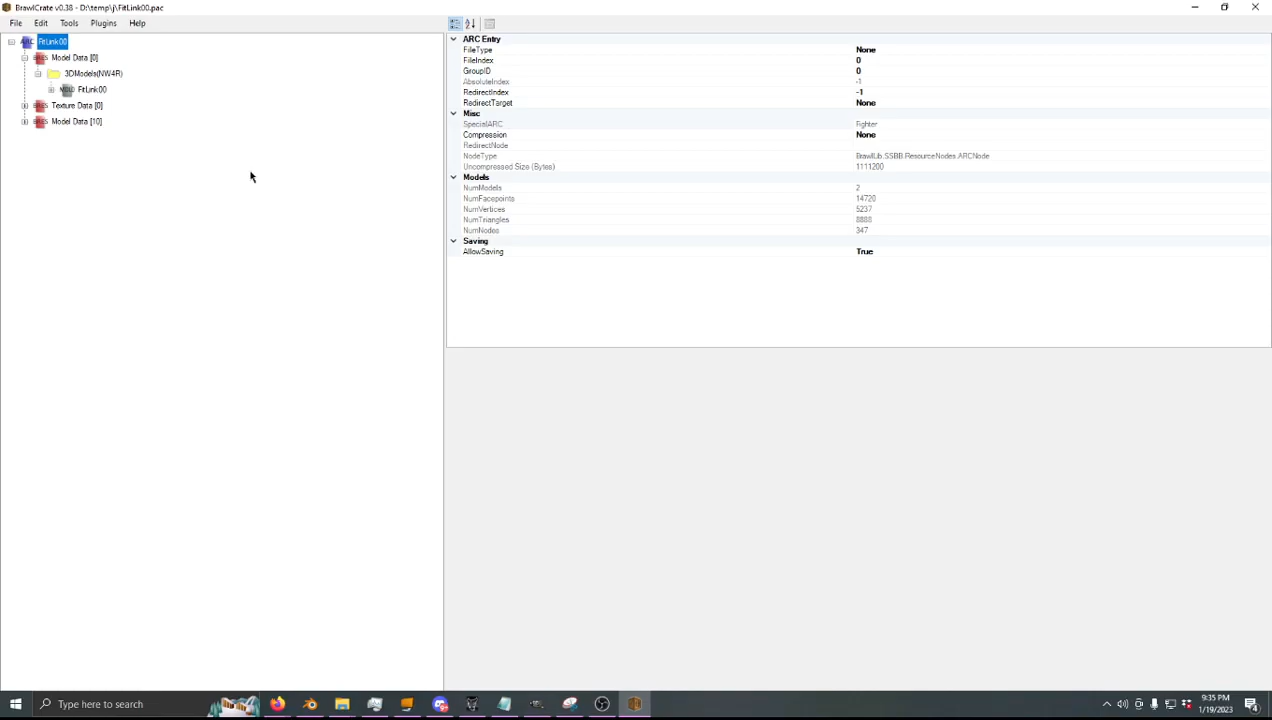 BrawlCrate v0.38 - D:\temp\j\FitLink00.pac
File Edit Tools Plugins Help
FitLink00
Model Data [0]
3DModels(NW4R)
FitLink00
Texture Data [0]
Model Data [10]
ARC Entry
FileType None
FileIndex 0
GroupID 0
AbsoluteIndex -1
RedirectIndex -1
RedirectTarget None
Misc
SpecialARC Fighter
Compression None
RedirectNode
NodeType BrawlLib.SSBB.ResourceNodes.ARCNode
Uncompressed Size (Bytes) 1111200
Models
NumModels 2
NumFacepoints 14720
NumVertices 5237
NumTriangles 8888
NumNodes 347
Saving
AllowSaving True
Type here to search
9:35 PM
1/19/2023